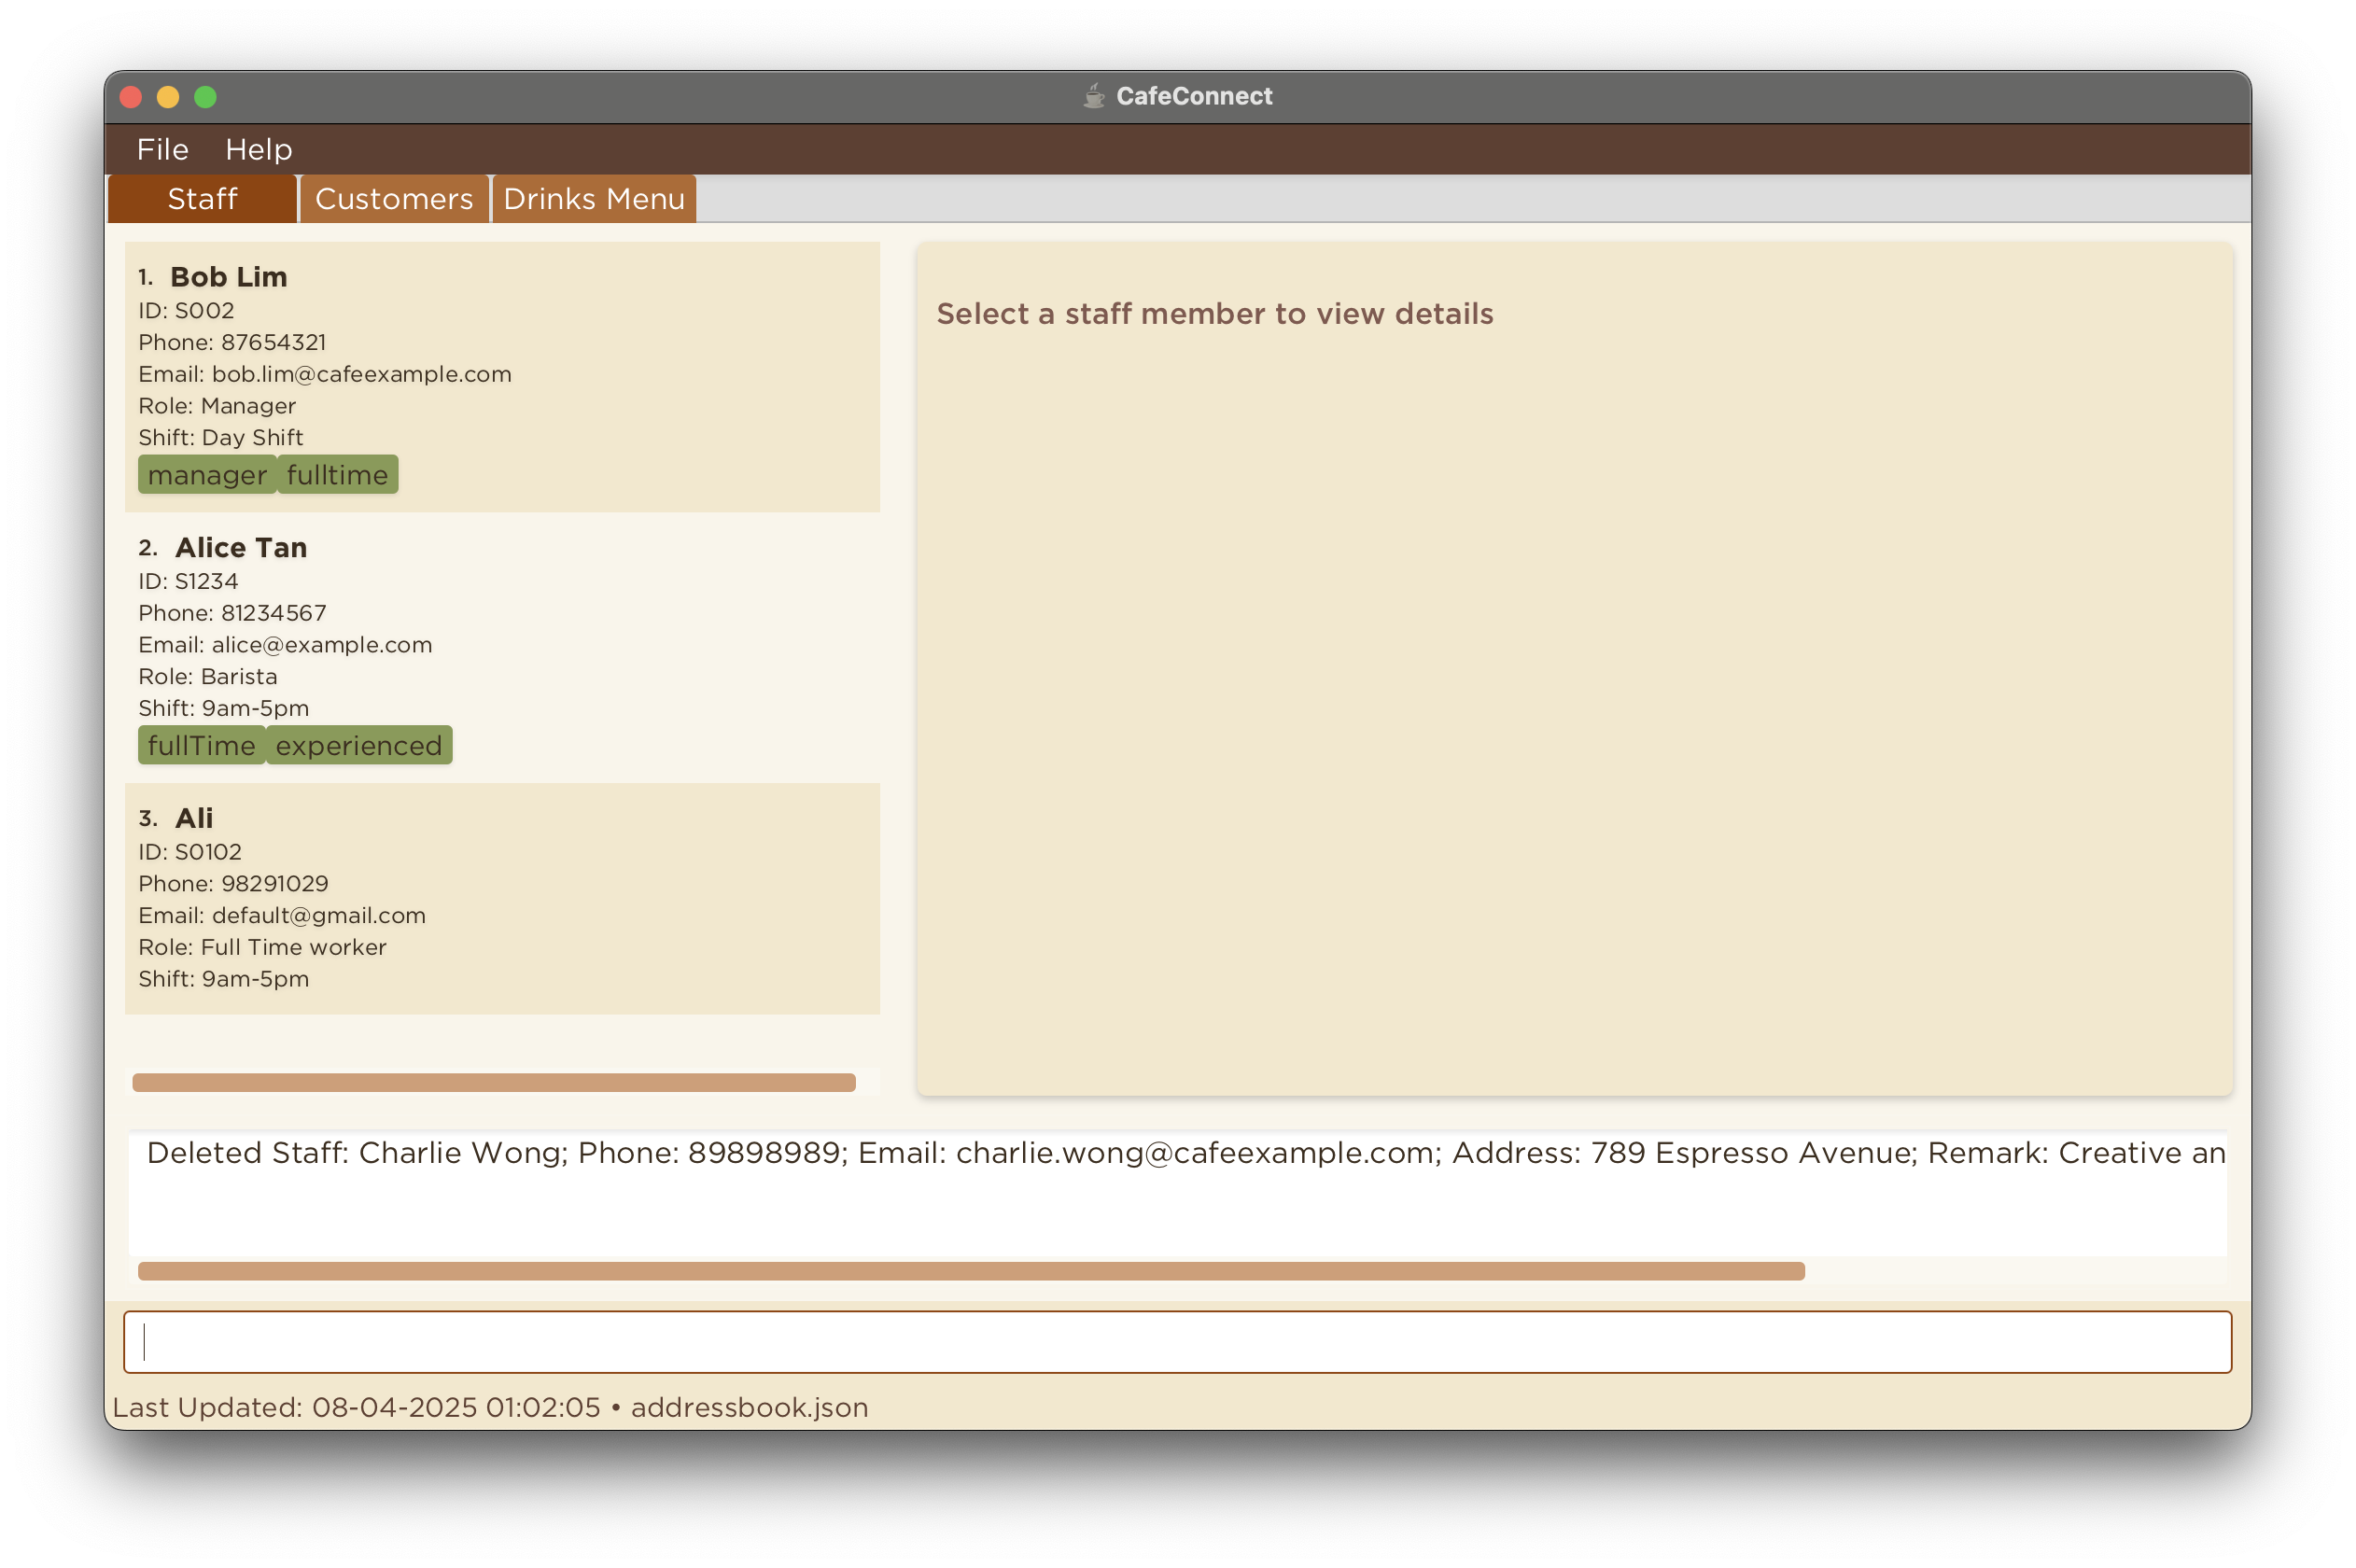 CafeConnect
File Help
Staff Customers Drinks Menu
1. Bob Lim
ID: S002
Phone: 87654321
Email: bob.lim@cafeexample.com
Role: Manager
Shift: Day Shift
manager fulltime
2. Alice Tan
ID: S1234
Phone: 81234567
Email: alice@example.com
Role: Barista
Shift: 9am-5pm
fullTime experienced
3. Ali
ID: S0102
Phone: 98291029
Email: default@gmail.com
Role: Full Time worker
Shift: 9am-5pm
Select a staff member to view details
Deleted Staff: Charlie Wong; Phone: 89898989; Email: charlie.wong@cafeexample.com; Address: 789 Espresso Avenue; Remark: Creative an
Last Updated: 08-04-2025 01:02:05 • addressbook.json